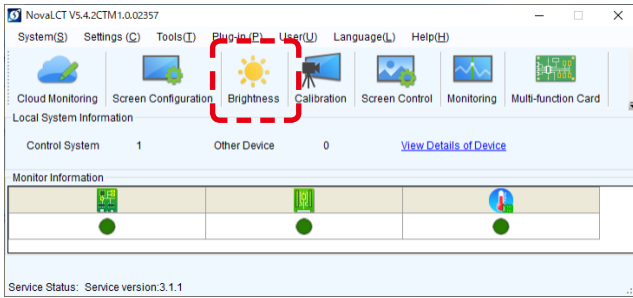 NovaLCT V5.4.2CTM1.0.02357
System(S) Settings (C) Tools(T) Plug-in (P) User(U) Language(L) Help(H)
Cloud Monitoring Screen Configuration Brightness Calibration Screen Control Monitoring Multi-function Card
Local System Information
Control System 1 Other Device 0 View Details of Device
Monitor Information
Service Status: Service version:3.1.1